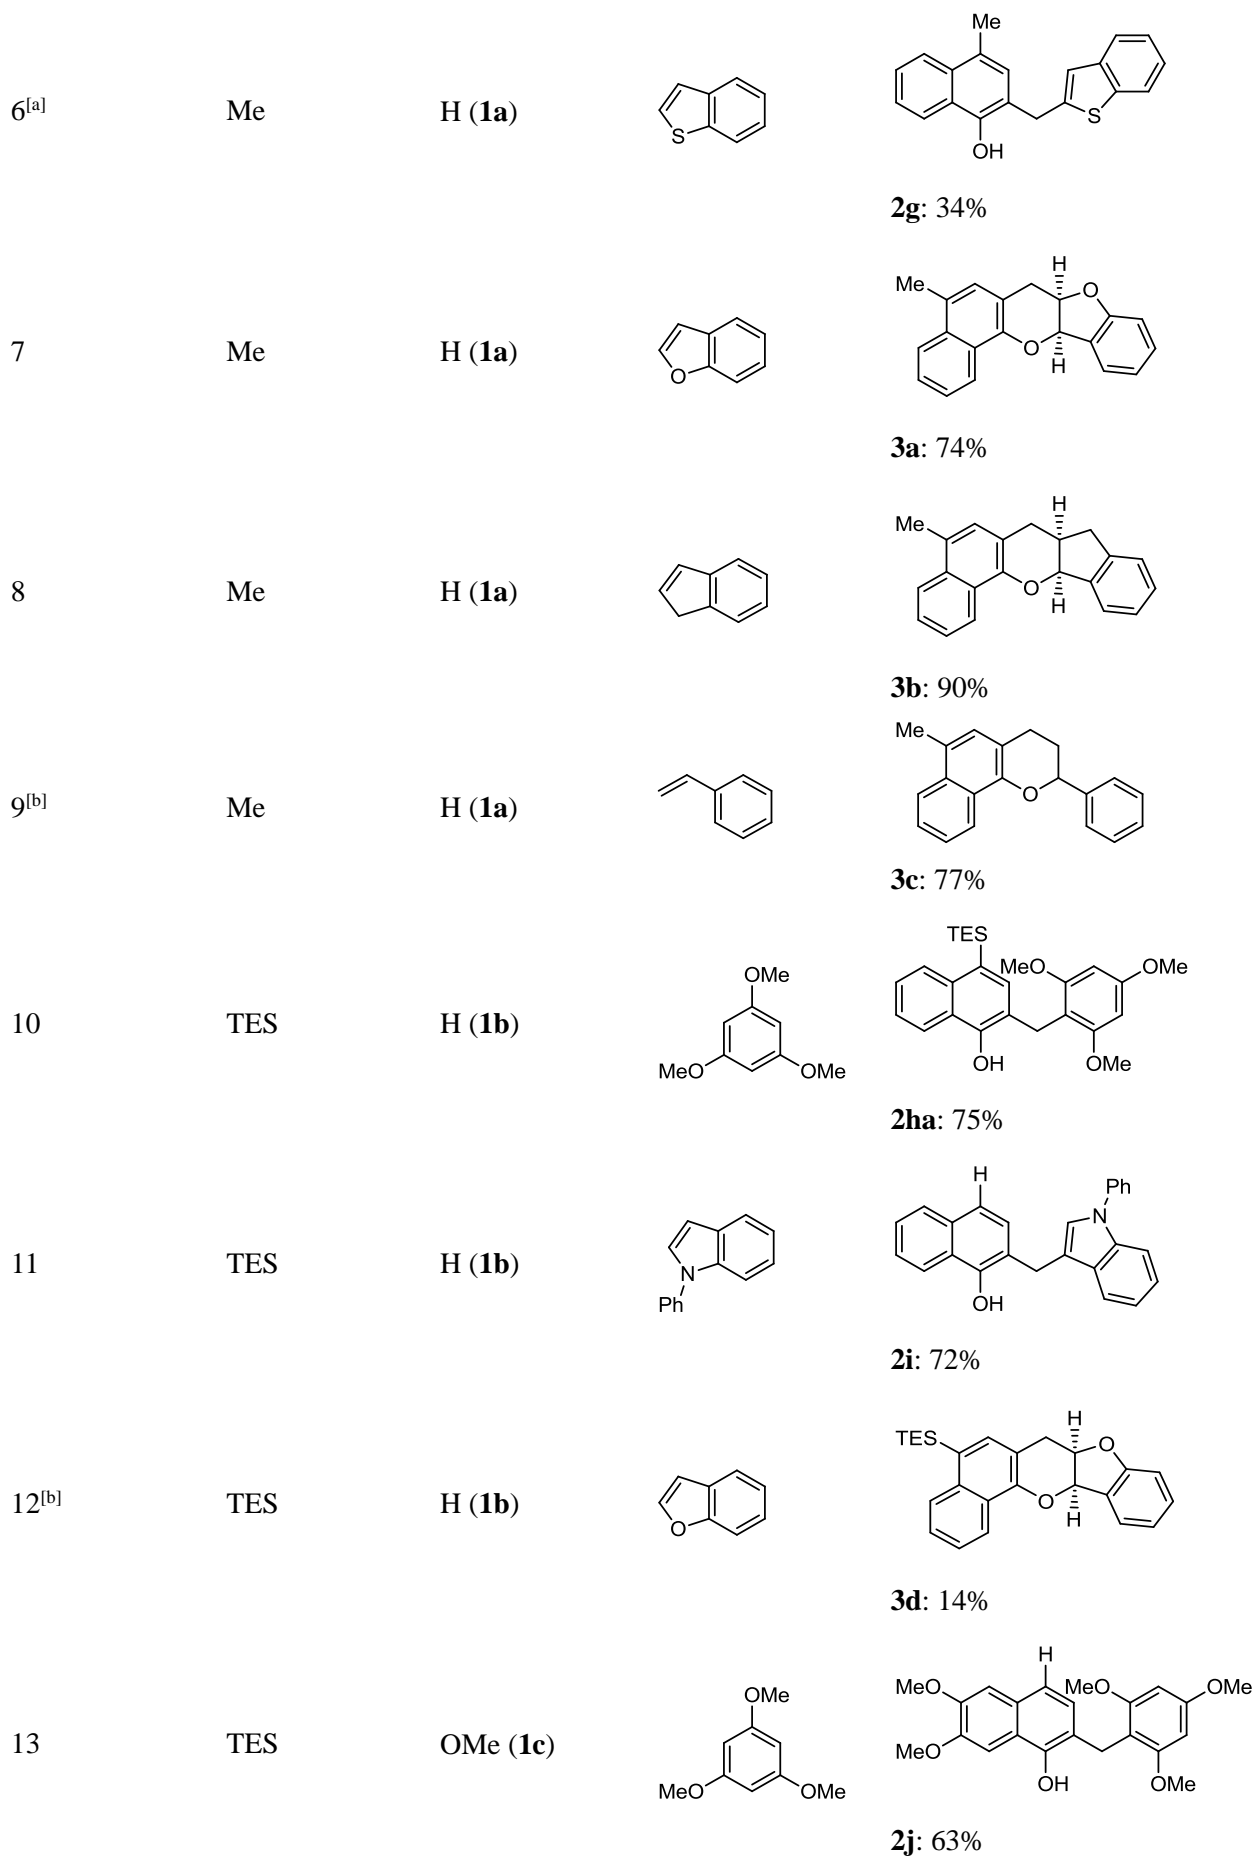 Me
6[a] Me H (1a) S S
OH
2g: 34%
H
Me O
7 Me H (1a) O O
H
3a: 74%
H
Me
8 Me H (1a) O
H
3b: 90%
Me
9[b] Me H (1a) O
3c: 77%
TES
OMe MeO OMe
10 TES H (1b)
MeO OMe OH OMe
2ha: 75%
H Ph
N
11 TES H (1b) N
Ph OH
2i: 72%
H
TES O
12[b] TES H (1b) O O
H
3d: 14%
H
MeO MeO OMe
OMe
13 TES OMe (1c) MeO
MeO OMe OH OMe
2j: 63%